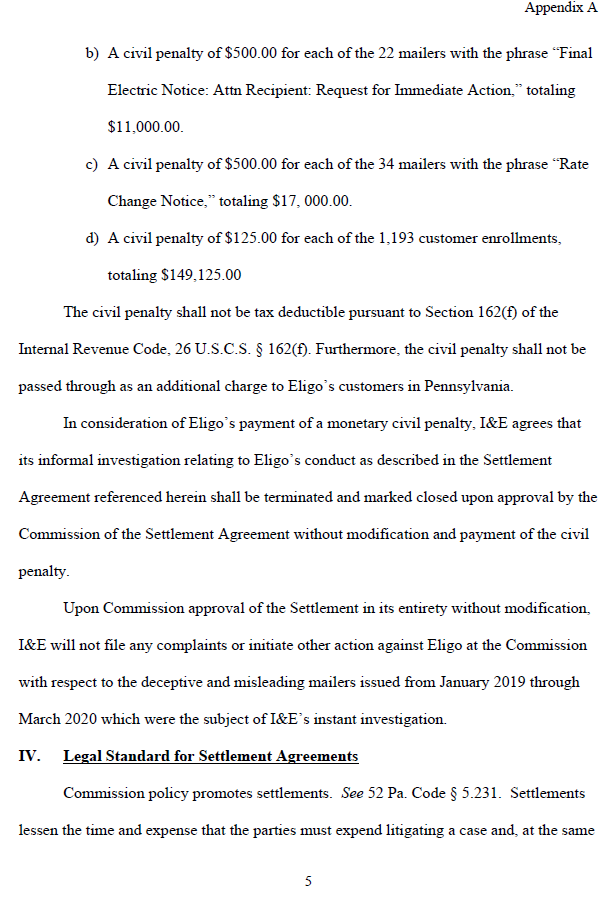 Appendix A
b) A civil penalty of $500.00 for each of the 22 mailers with the phrase “Final
Electric Notice: Attn Recipient: Request for Immediate Action,” totaling
$11,000.00.
c) A civil penalty of $500.00 for each of the 34 mailers with the phrase “Rate
Change Notice,” totaling $17, 000.00.
d) A civil penalty of $125.00 for each of the 1,193 customer enrollments,
totaling $149,125.00
The civil penalty shall not be tax deductible pursuant to Section 162(f) of the
Internal Revenue Code, 26 U.S.C.S. § 162(f). Furthermore, the civil penalty shall not be
passed through as an additional charge to Eligo’s customers in Pennsylvania.
In consideration of Eligo’s payment of a monetary civil penalty, I&E agrees that
its informal investigation relating to Eligo’s conduct as described in the Settlement
Agreement referenced herein shall be terminated and marked closed upon approval by the
Commission of the Settlement Agreement without modification and payment of the civil
penalty.
Upon Commission approval of the Settlement in its entirety without modification,
I&E will not file any complaints or initiate other action against Eligo at the Commission
with respect to the deceptive and misleading mailers issued from January 2019 through
March 2020 which were the subject of I&E’s instant investigation.
IV. Legal Standard for Settlement Agreements
Commission policy promotes settlements. See 52 Pa. Code § 5.231. Settlements
lessen the time and expense that the parties must expend litigating a case and, at the same
5